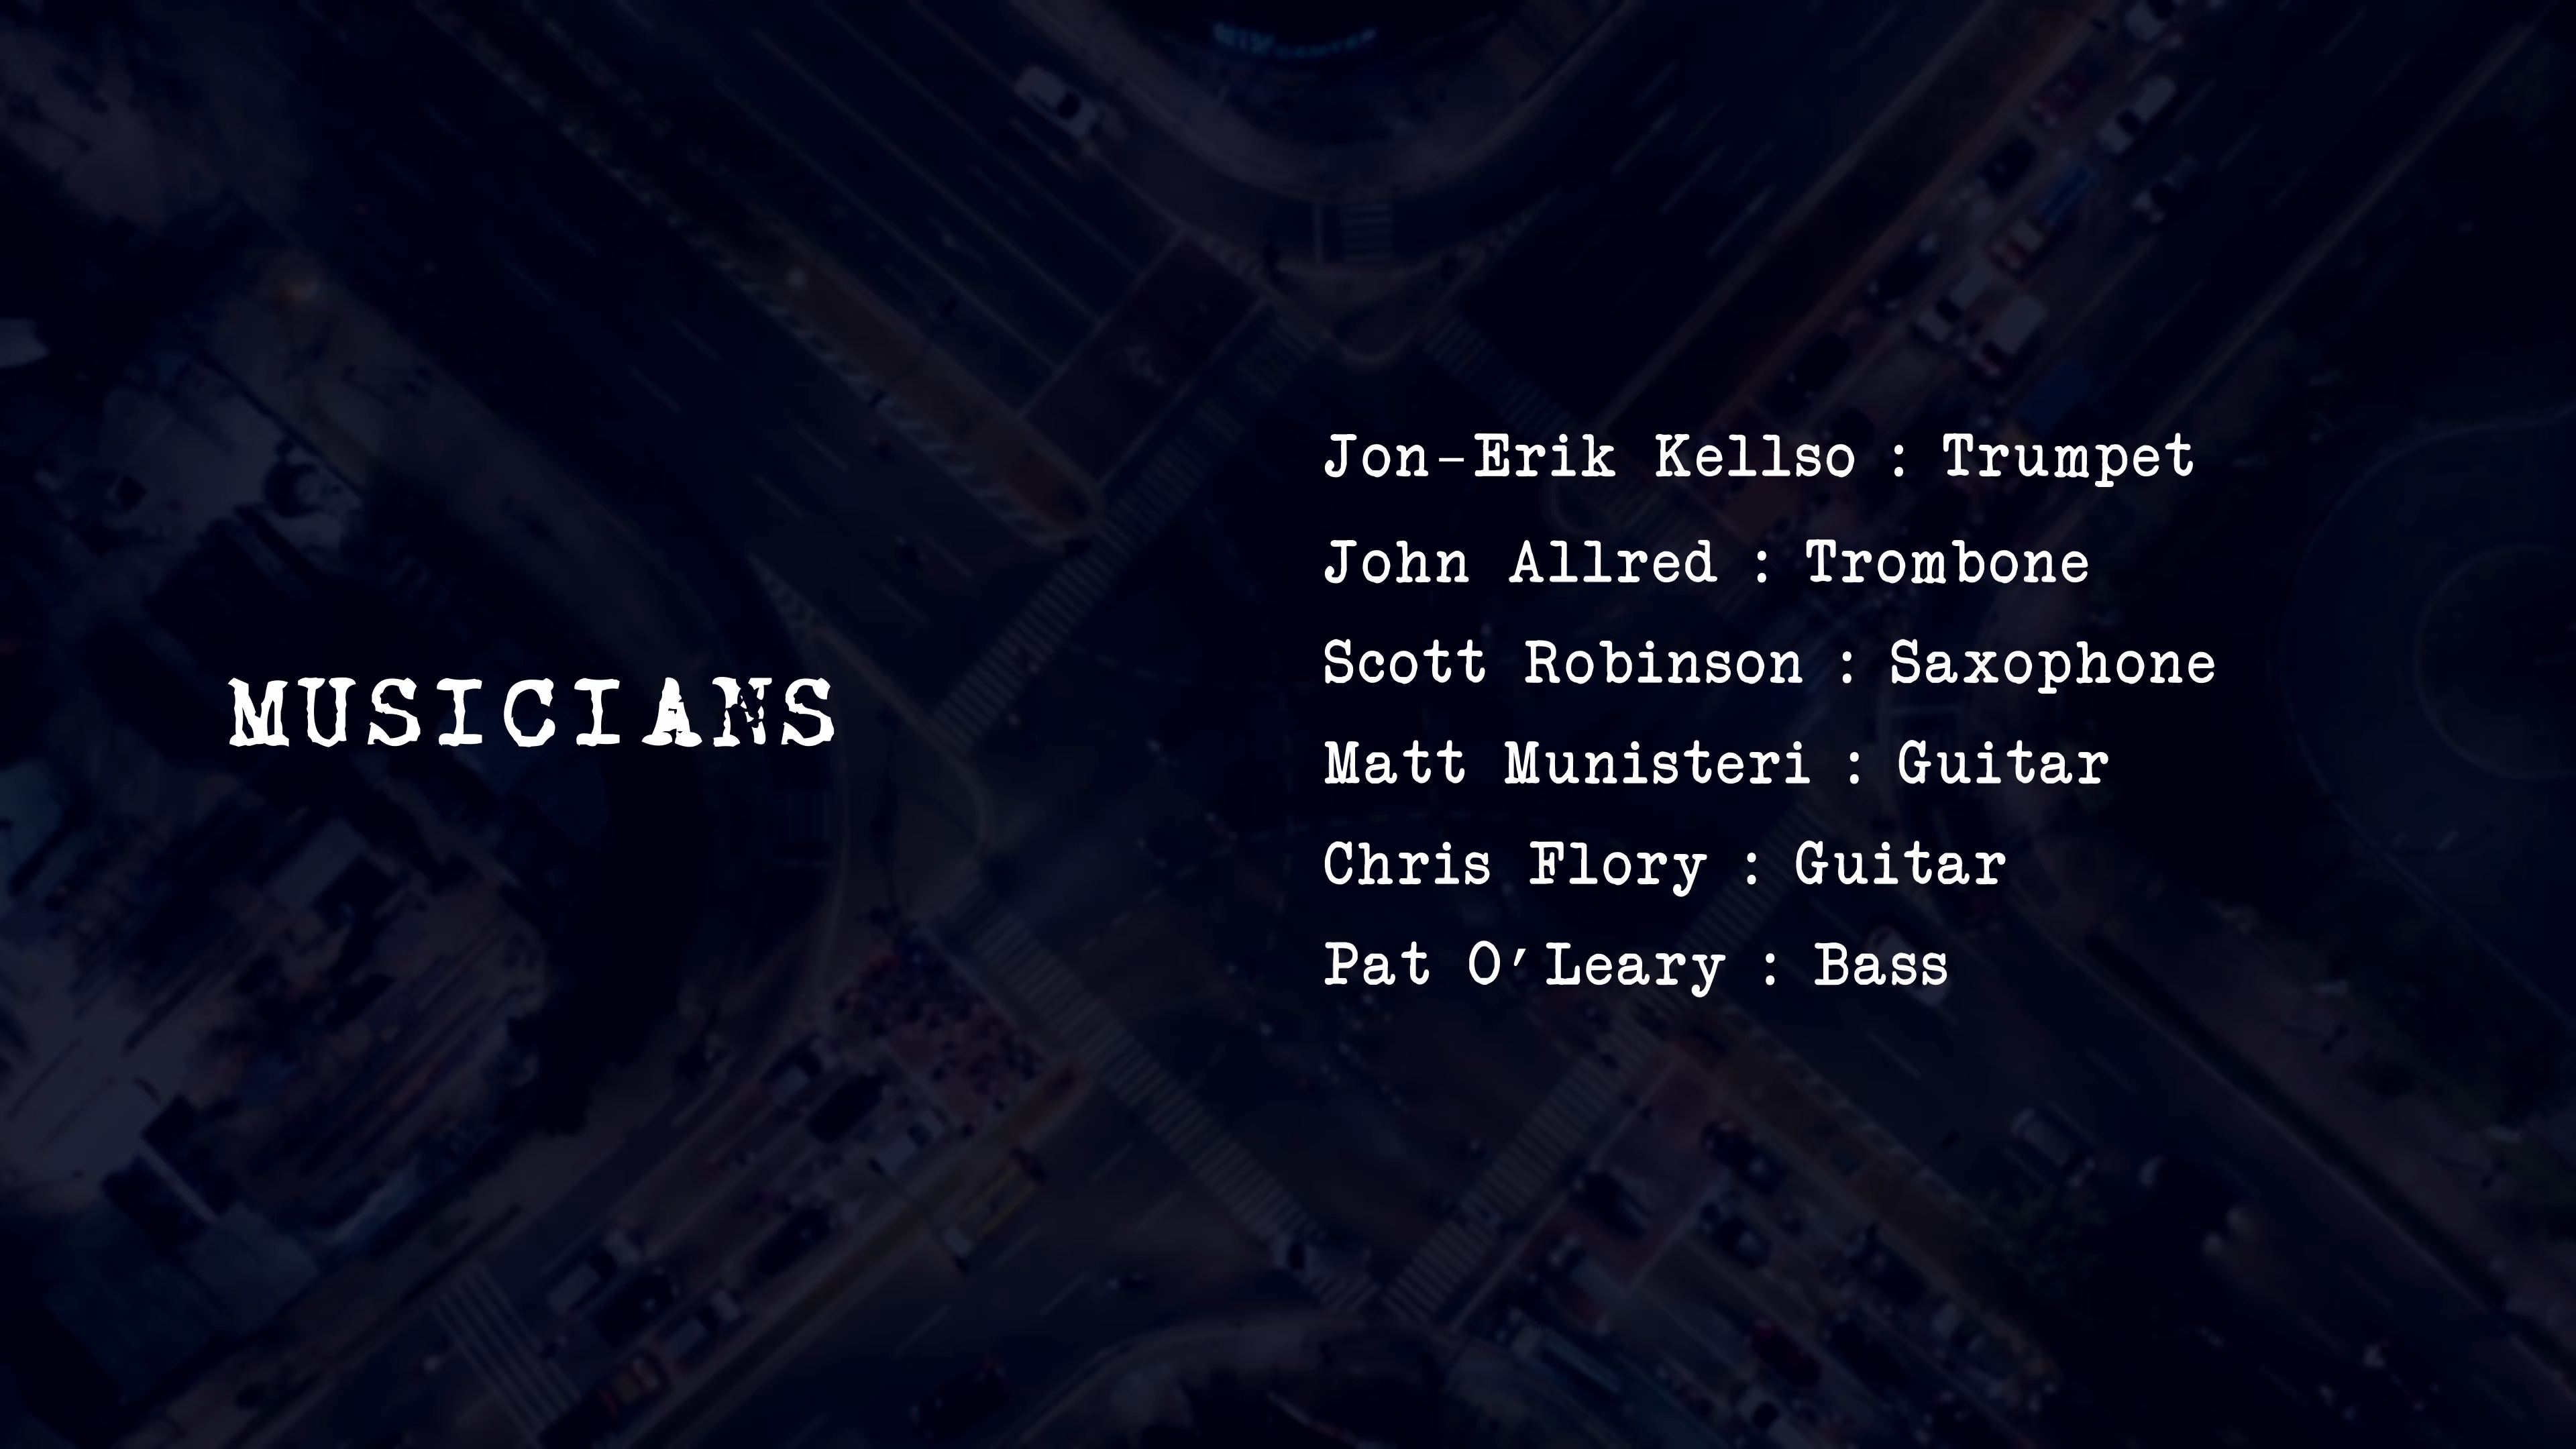 MUSICIANS
Jon-Erik Kellso : Trumpet
John Allred : Trombone
Scott Robinson : Saxophone
Matt Munisteri : Guitar
Chris Flory : Guitar
Pat O'Leary : Bass